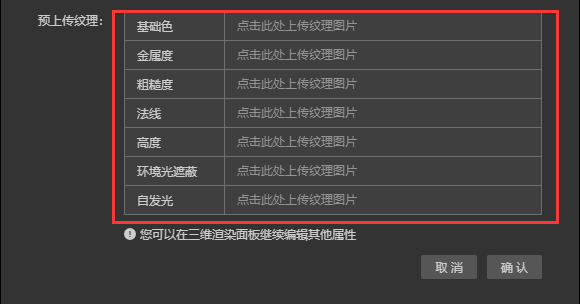 预上传纹理：
基础色 点击此处上传纹理图片
金属度 点击此处上传纹理图片
粗糙度 点击此处上传纹理图片
法线 点击此处上传纹理图片
高度 点击此处上传纹理图片
环境光遮蔽 点击此处上传纹理图片
自发光 点击此处上传纹理图片
您可以在三维渲染面板继续编辑其他属性
取消 确认